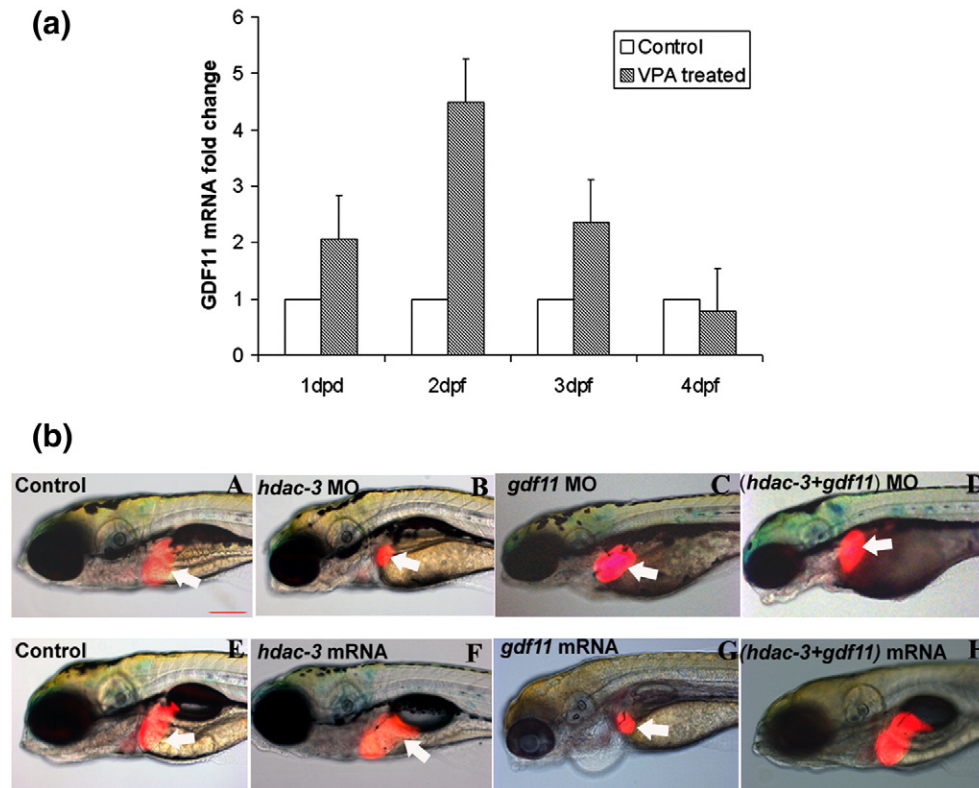 (a)
GDF11 mRNA fold change
6
5
4
3
2
1
0
Control
VPA treated
1dpd
2dpf
3dpf
4dpf
(b)
Control A
hdac-3 MO B
gdf11 MO C
(hdac-3+gdf11) MO D
Control E
hdac-3 mRNA F
gdf11 mRNA G
(hdac-3+gdf11) mRNA H